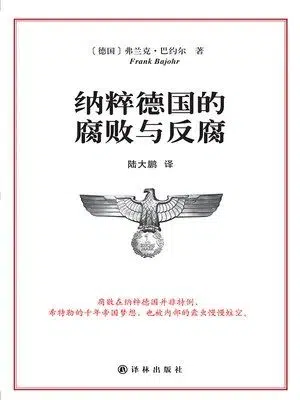 〔德国〕弗兰克·巴约尔 著
Frank Bajohr
纳粹德国的
腐败与反腐
陆大鹏 译
腐败在纳粹德国并非特例，
希特勒的千年帝国梦想，也被内部的蠹虫慢慢蛀空。
译林出版社